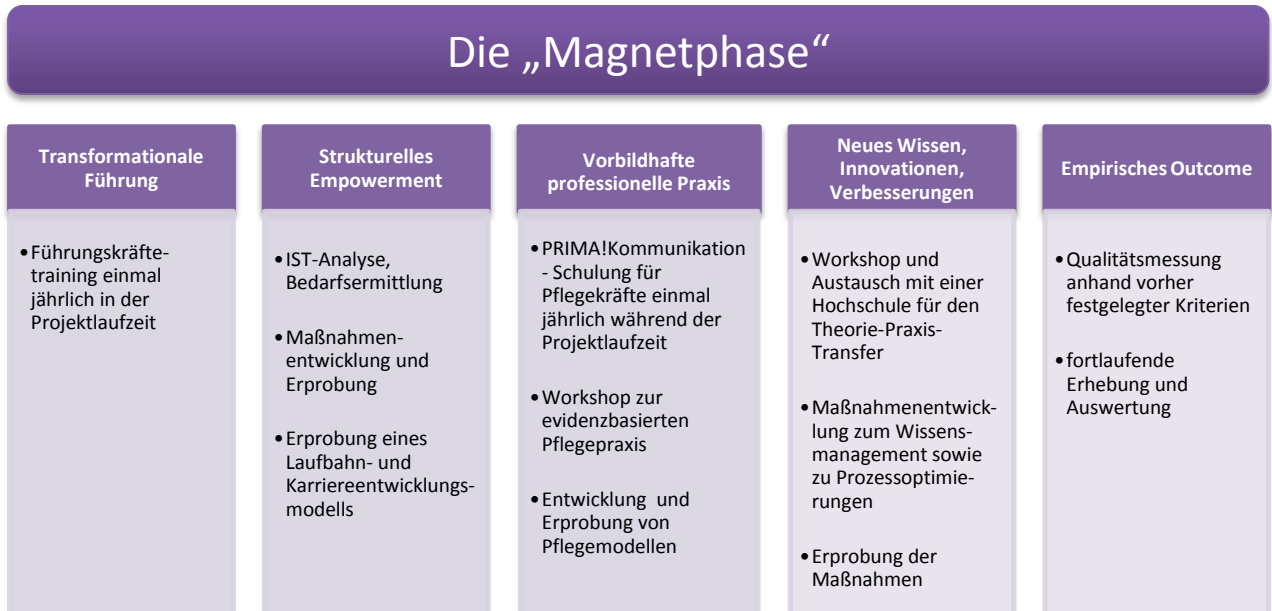 Die „Magnetphase“
Transformationale
Führung
•Führungskräfte-
training einmal
jährlich in der
Projektlaufzeit
Strukturelles
Empowerment
•IST-Analyse,
Bedarfsermittlung
•Maßnahmen-
entwicklung und
Erprobung
•Erprobung eines
Laufbahn- und
Karriereentwicklungs-
modells
Vorbildhafte
professionelle Praxis
•PRIMA!Kommunikation
- Schulung für
Pflegekräfte einmal
jährlich während der
Projektlaufzeit
•Workshop zur
evidenzbasierten
Pflegepraxis
•Entwicklung und
Erprobung von
Pflegemodellen
Neues Wissen,
Innovationen,
Verbesserungen
•Workshop und
Austausch mit einer
Hochschule für den
Theorie-Praxis-
Transfer
•Maßnahmenentwick-
lung zum Wissens-
management sowie
zu Prozessoptimie-
rungen
•Erprobung der
Maßnahmen
Empirisches Outcome
•Qualitätsmessung
anhand vorher
festgelegter Kriterien
•fortlaufende
Erhebung und
Auswertung